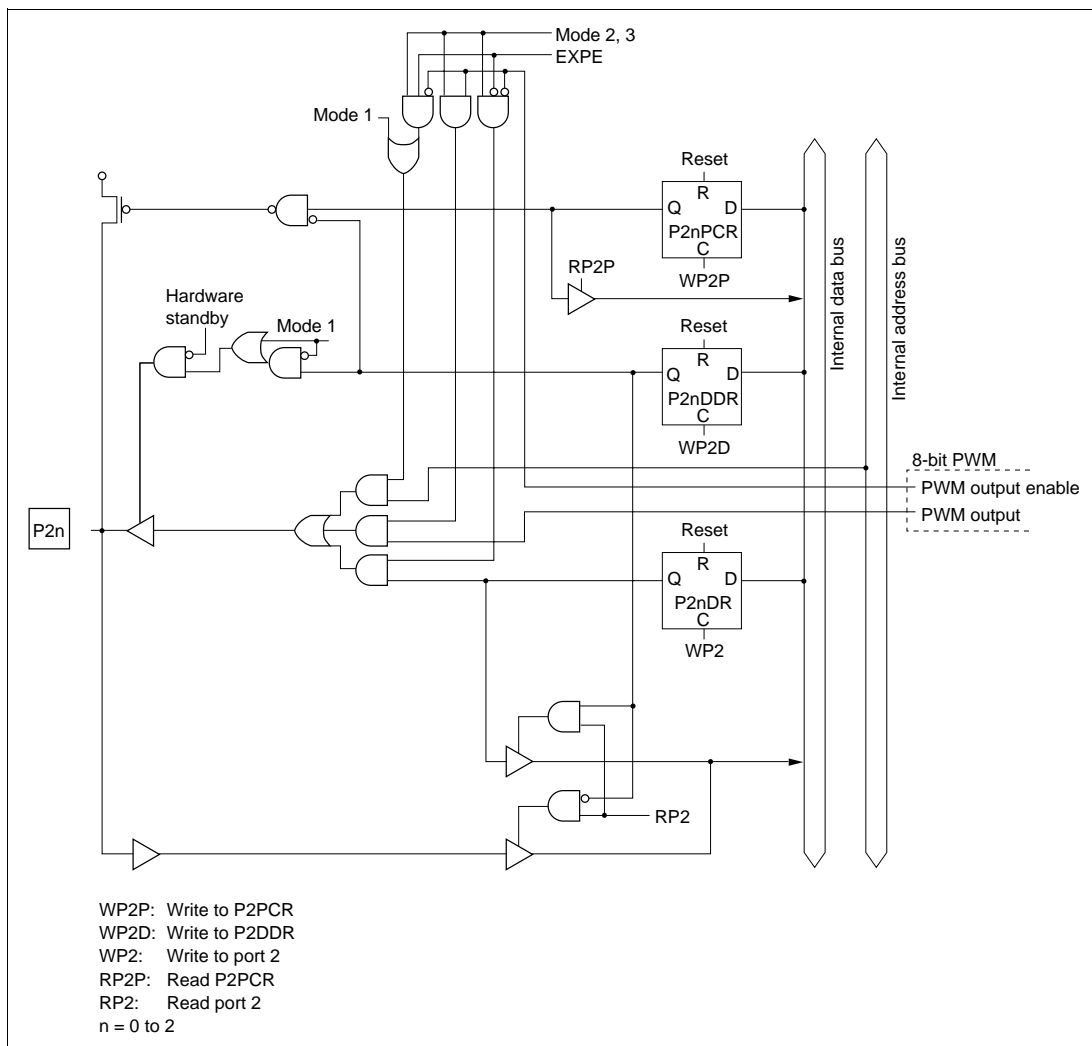 Mode 2, 3
EXPE
Mode 1
Reset
R
Q D
P2nPCR
C
WP2P
RP2P
Hardware
standby
Mode 1
Reset
R
Q D
P2nDDR
C
WP2D
Internal data bus
Internal address bus
8-bit PWM
PWM output enable
PWM output
P2n
Reset
R
Q D
P2nDR
C
WP2
RP2
WP2P: Write to P2PCR
WP2D: Write to P2DDR
WP2: Write to port 2
RP2P: Read P2PCR
RP2: Read port 2
n = 0 to 2